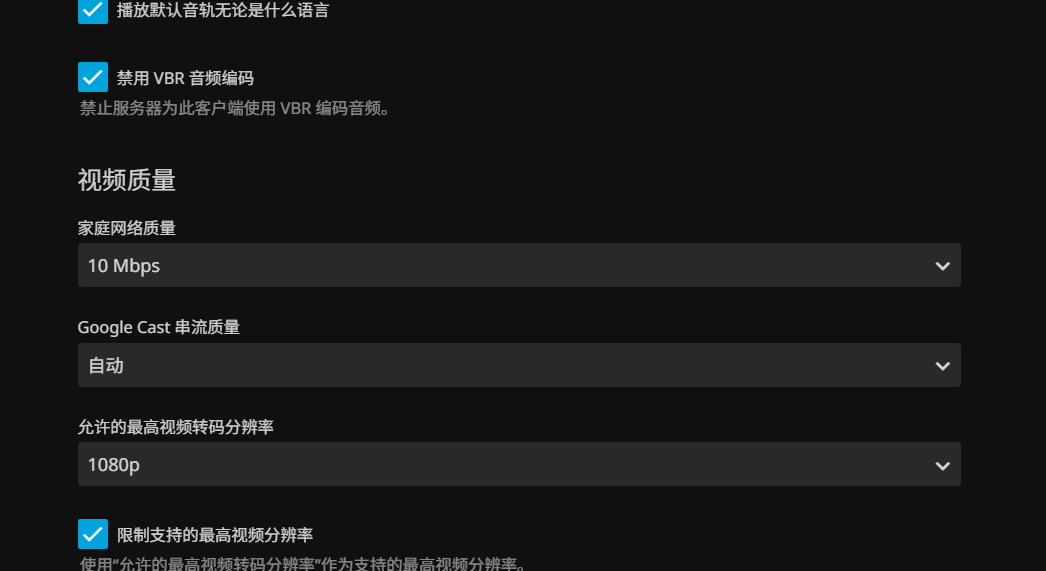 播放默认音轨无论是什么语言
禁用 VBR 音频编码
禁止服务器为此客户端使用 VBR 编码音频。
视频质量
家庭网络质量
10 Mbps
Google Cast 串流质量
自动
允许的最高视频转码分辨率
1080p
限制支持的最高视频分辨率
使用“允许的最高视频转码分辨率”作为支持的最高视频分辨率。